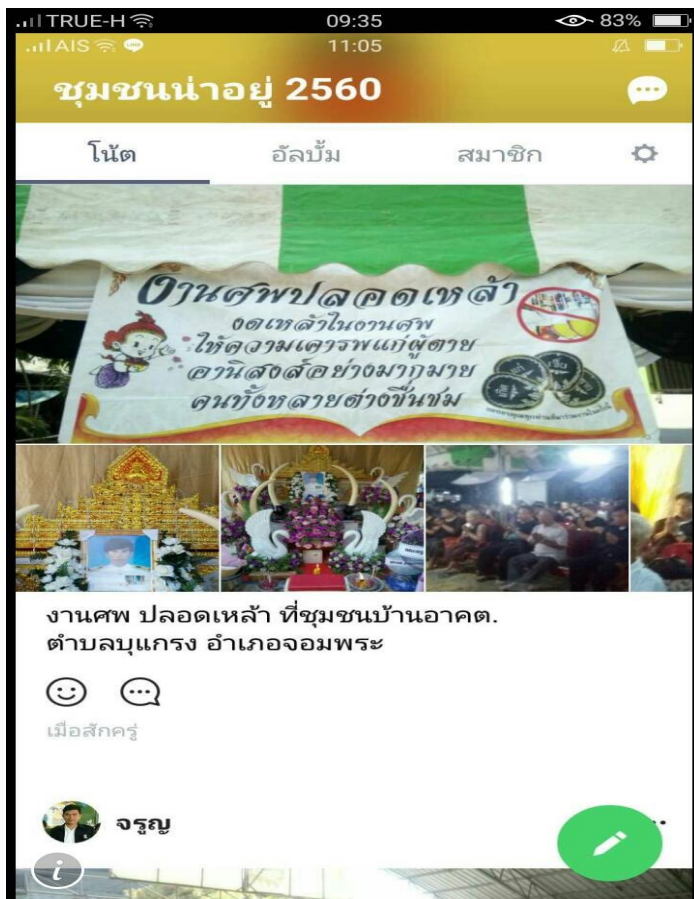 TRUE-H 09:35 83%
AIS 11:05
ชุมชนน่าอยู่ 2560
โน้ต อัลบั้ม สมาชิก
งานศพปลอดเหล้า
งดเหล้าในงานศพ
ให้ความเคารพแก่ผู้ตาย
อานิสงส์อย่างมากมาย
คนทั้งหลายต่างชื่นชม
งานศพ ปลอดเหล้า ที่ชุมชนบ้านอาคต.
ตำบลบุแกรง อำเภอจอมพระ
เมื่อสักครู่
จรูญ